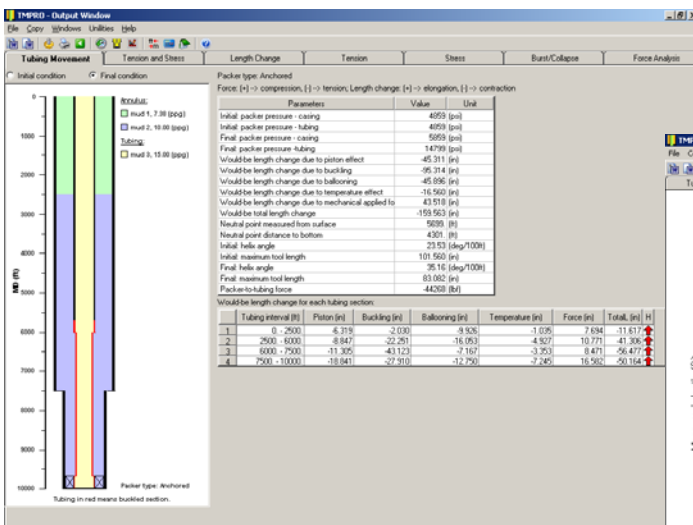 TMPRO - Output Window
File Copy Windows Utilities Help
Tubing Movement Tension and Stress Length Change Tension Stress Burst/Collapse Force Analysis
Initial condition Final condition
Packer type: Anchored
Force: (+) -> compression, (-) -> tension; Length change: (+) -> elongation, (-) -> contraction
Parameters Value Unit
Initial: packer pressure - casing 4859 (psi)
Initial: packer pressure - tubing 4859 (psi)
Final: packer pressure - casing 5859 (psi)
Final: packer pressure -tubing 14799 (psi)
Would-be length change due to piston effect -45.311 (in)
Would-be length change due to buckling -95.314 (in)
Would-be length change due to ballooning -45.896 (in)
Would-be length change due to temperature effect -16.560 (in)
Would-be length change due to mechanical applied fo 43.518 (in)
Would-be total length change -159.563 (in)
Neutral point measured from surface 5699. (ft)
Neutral point distance to bottom 4301. (ft)
Initial: helix angle 23.53 (deg/100ft)
Initial: maximum tool length 101.560 (in)
Final: helix angle 35.16 (deg/100ft)
Final: maximum tool length 83.082 (in)
Packer-to-tubing force -44268 (lbf)
Would-be length change for each tubing section:
Tubing interval (ft) Piston (in) Buckling (in) Ballooning (in) Temperature (in) Force (in) TotalL (in) H
1 0. - 2500. -6.319 -2.030 -9.926 -1.035 7.694 -11.617
2 2500. - 6000. -8.847 -22.251 -16.053 -4.927 10.771 -41.306
3 6000. - 7500. -11.305 -43.123 -7.167 -3.353 8.471 -56.477
4 7500. - 10000. -18.841 -27.910 -12.750 -7.245 16.582 -50.164
Annulus:
mud 1, 7.30 (ppg)
mud 2, 10.00 (ppg)
Tubing:
mud 3, 15.00 (ppg)
MD (ft)
0
1000
2000
3000
4000
5000
6000
7000
8000
9000
10000
Packer type: Anchored
Tubing in red means buckled section.
TMP
File